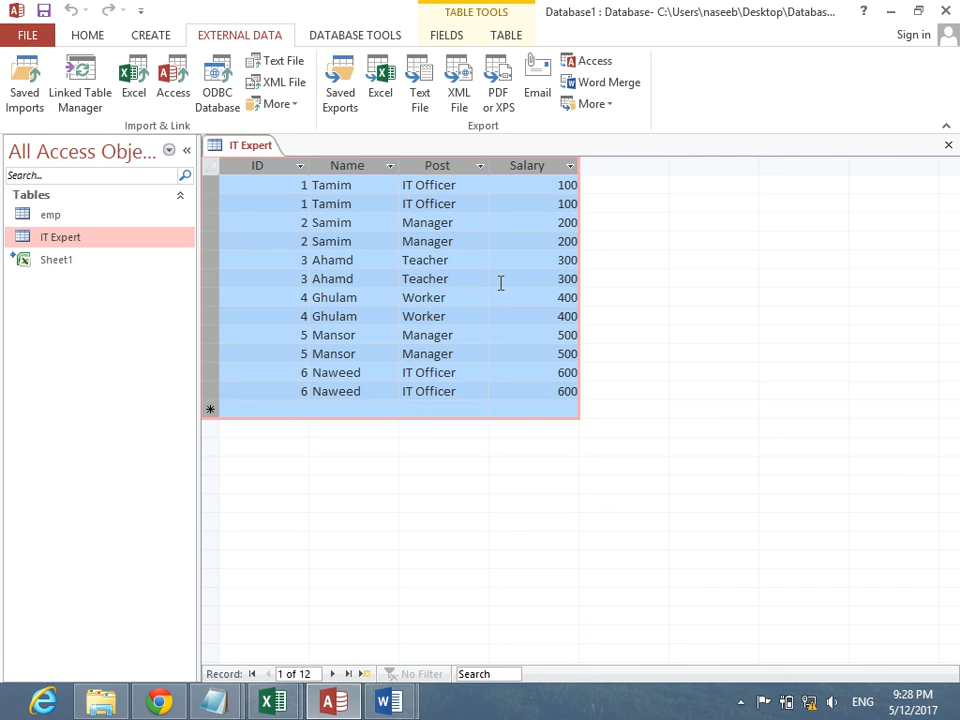 TABLE TOOLS
Database1 : Database- C:\Users\naseeb\Desktop\Databas...
?
FILE HOME CREATE EXTERNAL DATA DATABASE TOOLS FIELDS TABLE
Sign in
Saved Imports
Linked Table Manager
Excel
Access
ODBC Database
Text File
XML File
More
Import & Link
Saved Exports
Excel
Text File
XML File
PDF or XPS
Email
Access
Word Merge
More
Export
All Access Obje...
Search...
Tables
emp
IT Expert
Sheet1
IT Expert
ID Name Post Salary
1 Tamim IT Officer 100
1 Tamim IT Officer 100
2 Samim Manager 200
2 Samim Manager 200
3 Ahamd Teacher 300
3 Ahamd Teacher 300
4 Ghulam Worker 400
4 Ghulam Worker 400
5 Mansor Manager 500
5 Mansor Manager 500
6 Naweed IT Officer 600
6 Naweed IT Officer 600
Record: 1 of 12 No Filter Search
ENG
9:28 PM
5/12/2017